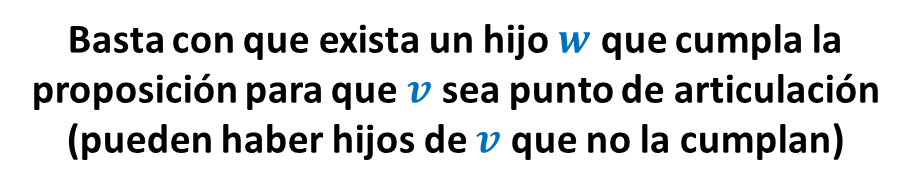 Basta con que exista un hijo w que cumpla la
proposición para que v sea punto de articulación
(pueden haber hijos de v que no la cumplan)